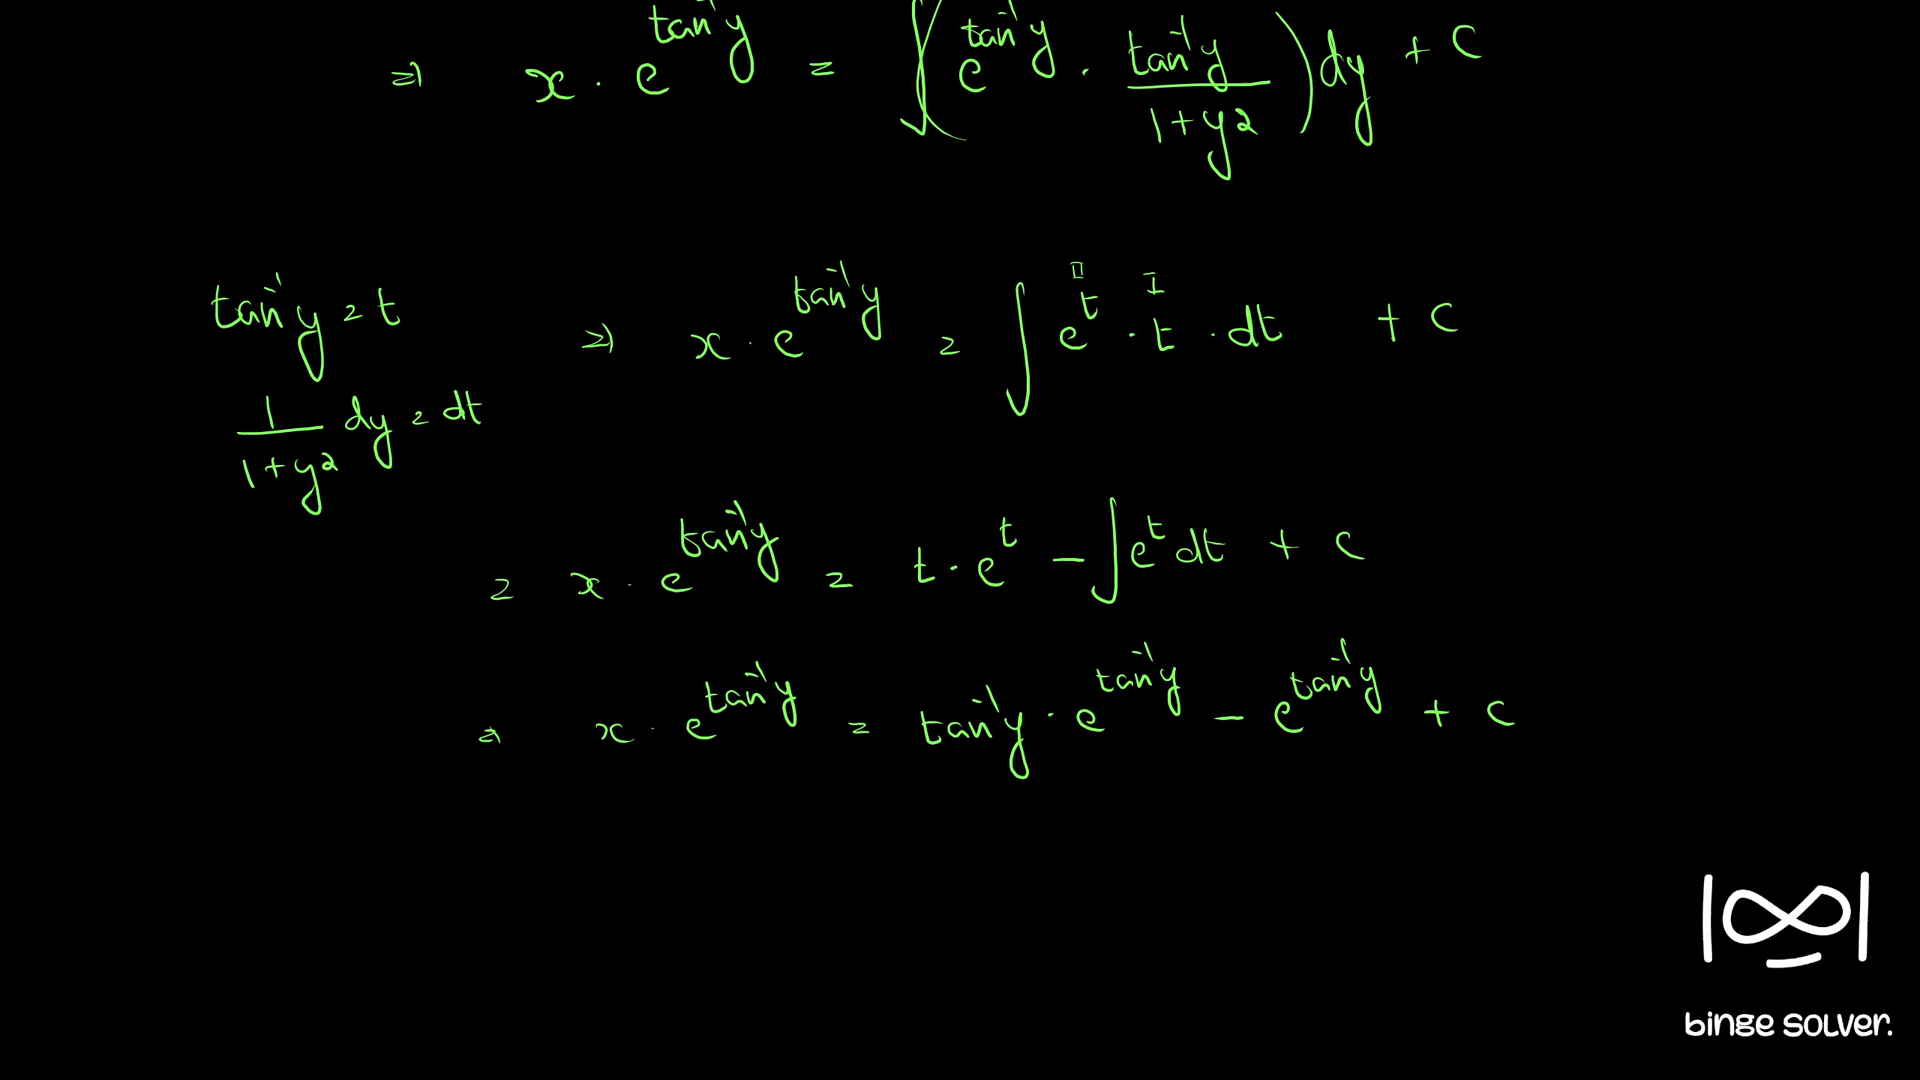 ⇒ x · e^{tan⁻¹y} = ∫(e^{tan⁻¹y} · tan⁻¹y / 1+y²) dy + C
tan⁻¹y = t ⇒ x · e^{tan⁻¹y} = ∫ e^t · t · dt + C
II I
1 / 1+y² dy = dt
= x · e^{tan⁻¹y} = t · e^t − ∫ e^t dt + C
⇒ x · e^{tan⁻¹y} = tan⁻¹y · e^{tan⁻¹y} − e^{tan⁻¹y} + C
binge solver.